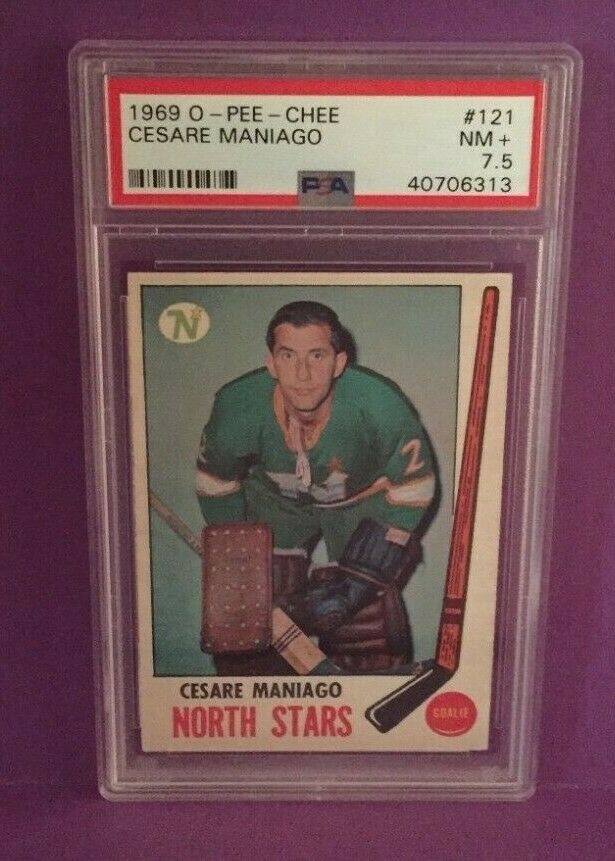 1969 O-PEE-CHEE #121
CESARE MANIAGO NM+
7.5
PSA 40706313
N
2
CESARE MANIAGO
NORTH STARS
GOALIE